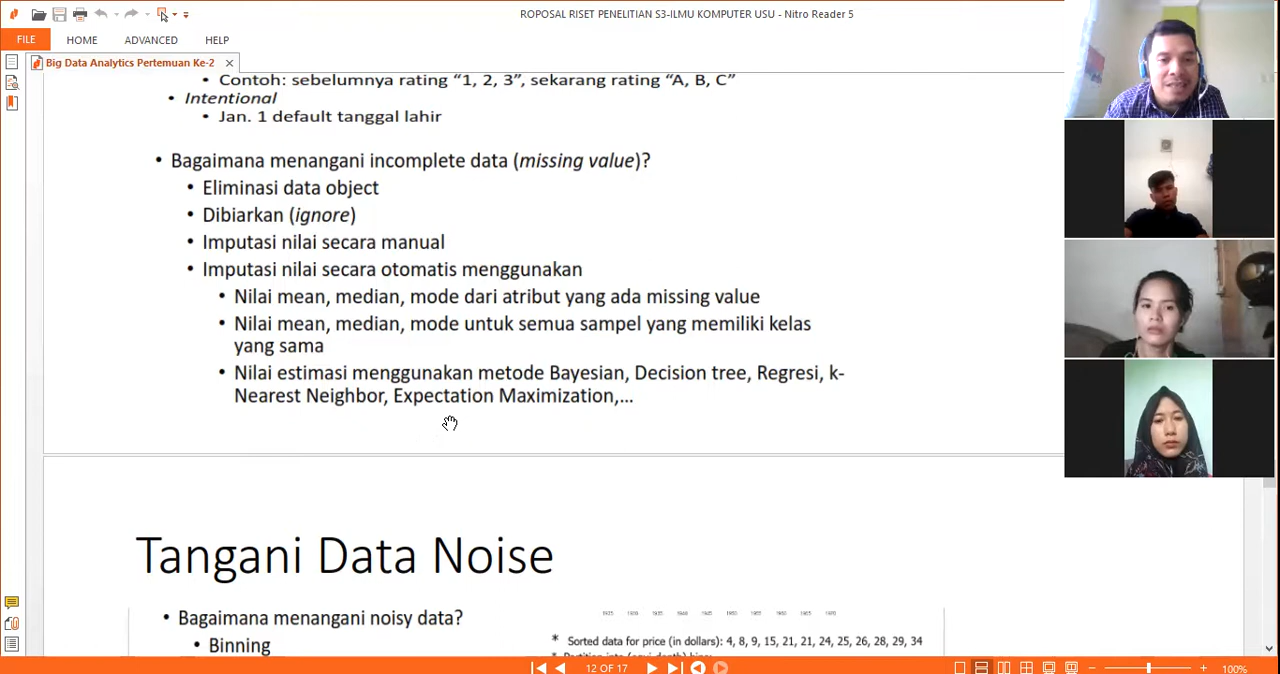 ROPOSAL RISET PENELITIAN S3-ILMU KOMPUTER USU - Nitro Reader 5
FILE HOME ADVANCED HELP
Big Data Analytics Pertemuan Ke-2
• Contoh: sebelumnya rating “1, 2, 3”, sekarang rating “A, B, C”
• Intentional
• Jan. 1 default tanggal lahir
• Bagaimana menangani incomplete data (missing value)?
• Eliminasi data object
• Dibiarkan (ignore)
• Imputasi nilai secara manual
• Imputasi nilai secara otomatis menggunakan
• Nilai mean, median, mode dari atribut yang ada missing value
• Nilai mean, median, mode untuk semua sampel yang memiliki kelas
yang sama
• Nilai estimasi menggunakan metode Bayesian, Decision tree, Regresi, k-
Nearest Neighbor, Expectation Maximization,...
Tangani Data Noise
• Bagaimana menangani noisy data?
• Binning
* Sorted data for price (in dollars): 4, 8, 9, 15, 21, 21, 24, 25, 26, 28, 29, 34
12 OF 17
100%